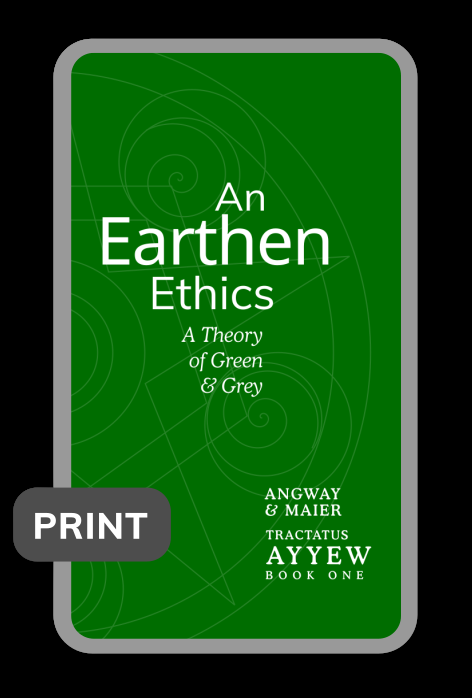 An
Earthen
Ethics
A Theory
of Green
& Grey
ANGWAY
& MAIER
PRINT
TRACTATUS
AYYEW
BOOK ONE